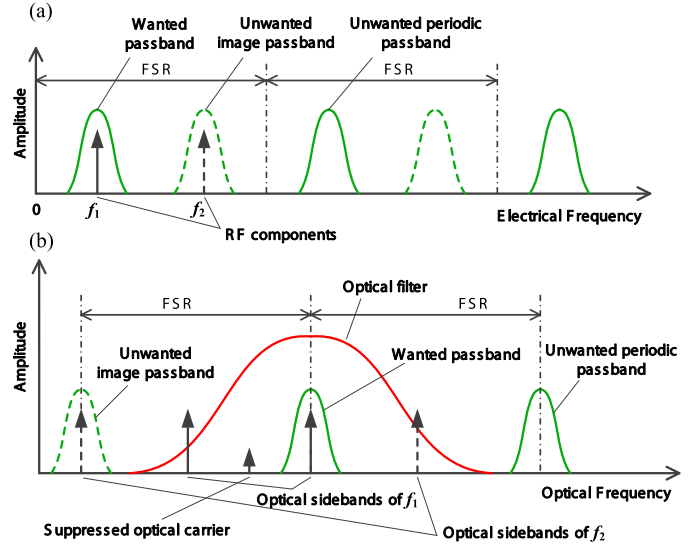 (a)
Wanted
passband
Unwanted
image passband
Unwanted periodic
passband
FSR
FSR
Amplitude
0
f1
f2
Electrical Frequency
RF components
(b)
Optical filter
FSR
FSR
Amplitude
Unwanted
image passband
Wanted passband
Unwanted periodic
passband
Optical sidebands of f1
Optical Frequency
Suppressed optical carrier
Optical sidebands of f2